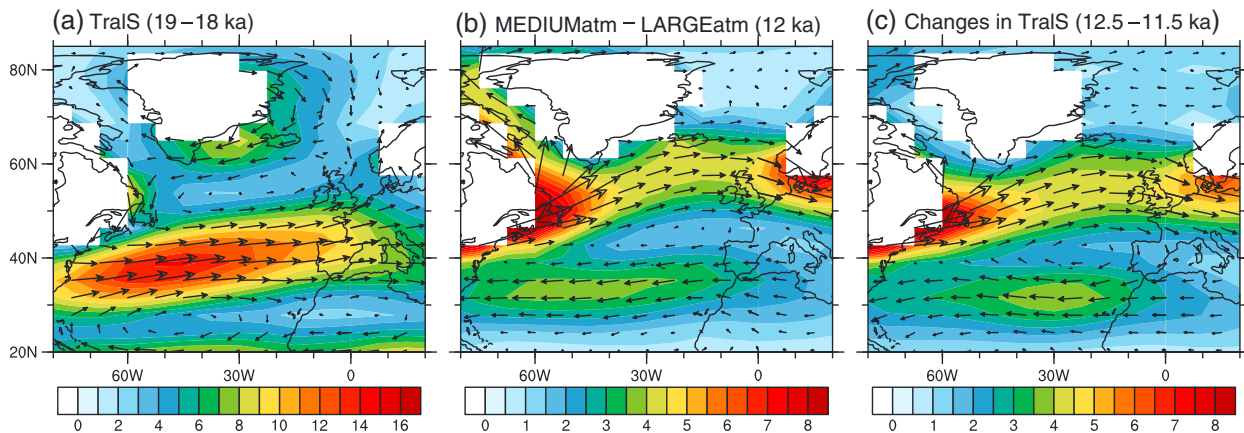 (a) TraIS (19–18 ka)
(b) MEDIUMatm – LARGEatm (12 ka)
(c) Changes in TraIS (12.5–11.5 ka)
80N
60N
40N
20N
60W 30W 0
60W 30W 0
60W 30W 0
0 2 4 6 8 10 12 14 16
0 1 2 3 4 5 6 7 8
0 1 2 3 4 5 6 7 8